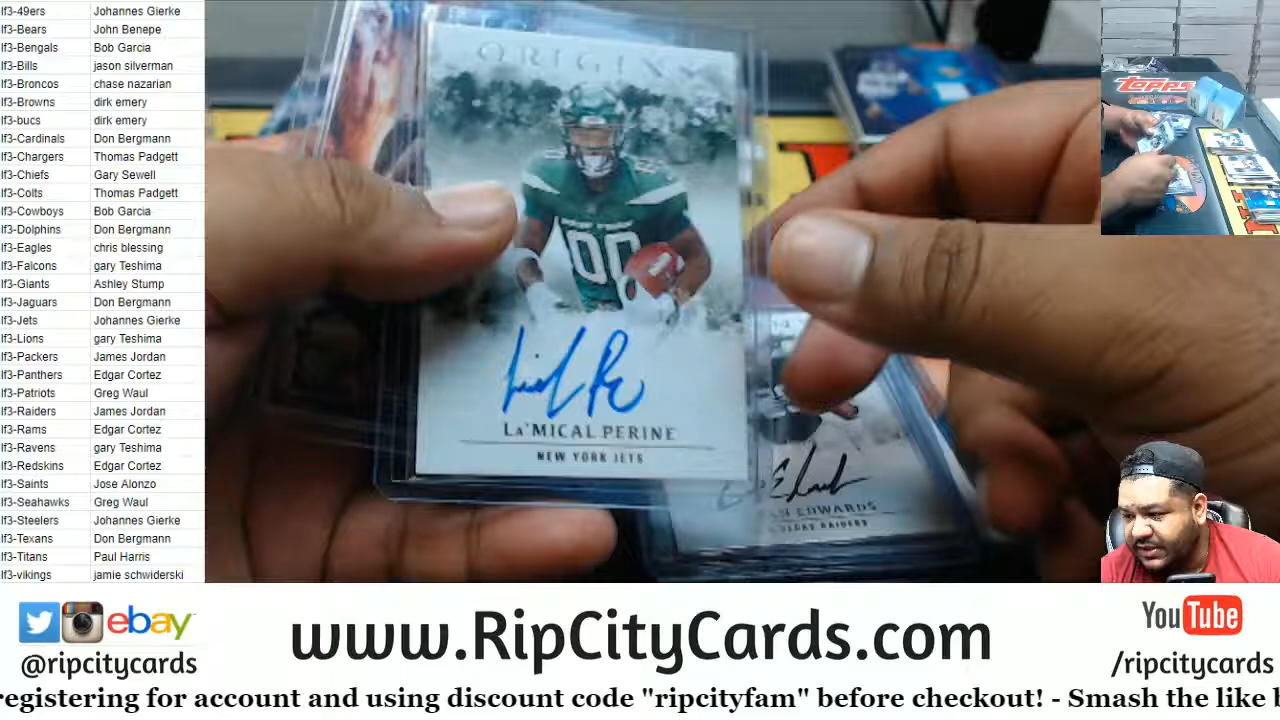 lf3-49ers Johannes Gierke
lf3-Bears John Benepe
lf3-Bengals Bob Garcia
lf3-Bills jason silverman
lf3-Broncos chase nazarian
lf3-Browns dirk emery
lf3-bucs dirk emery
lf3-Cardinals Don Bergmann
lf3-Chargers Thomas Padgett
lf3-Chiefs Gary Sewell
lf3-Colts Thomas Padgett
lf3-Cowboys Bob Garcia
lf3-Dolphins Don Bergmann
lf3-Eagles chris blessing
lf3-Falcons gary Teshima
lf3-Giants Ashley Stump
lf3-Jaguars Don Bergmann
lf3-Jets Johannes Gierke
lf3-Lions gary Teshima
lf3-Packers James Jordan
lf3-Panthers Edgar Cortez
lf3-Patriots Greg Waul
lf3-Raiders James Jordan
lf3-Rams Edgar Cortez
lf3-Ravens gary Teshima
lf3-Redskins Edgar Cortez
lf3-Saints Jose Alonzo
lf3-Seahawks Greg Waul
lf3-Steelers Johannes Gierke
lf3-Texans Don Bergmann
lf3-Titans Paul Harris
lf3-vikings jamie schwiderski
ORIGINS
00
LA'MICAL PERINE
NEW YORK JETS
EDWARDS
RAIDERS
Topps
ebay
@ripcitycards
www.RipCityCards.com
YouTube
/ripcitycards
registering for account and using discount code "ripcityfam" before checkout! - Smash the like